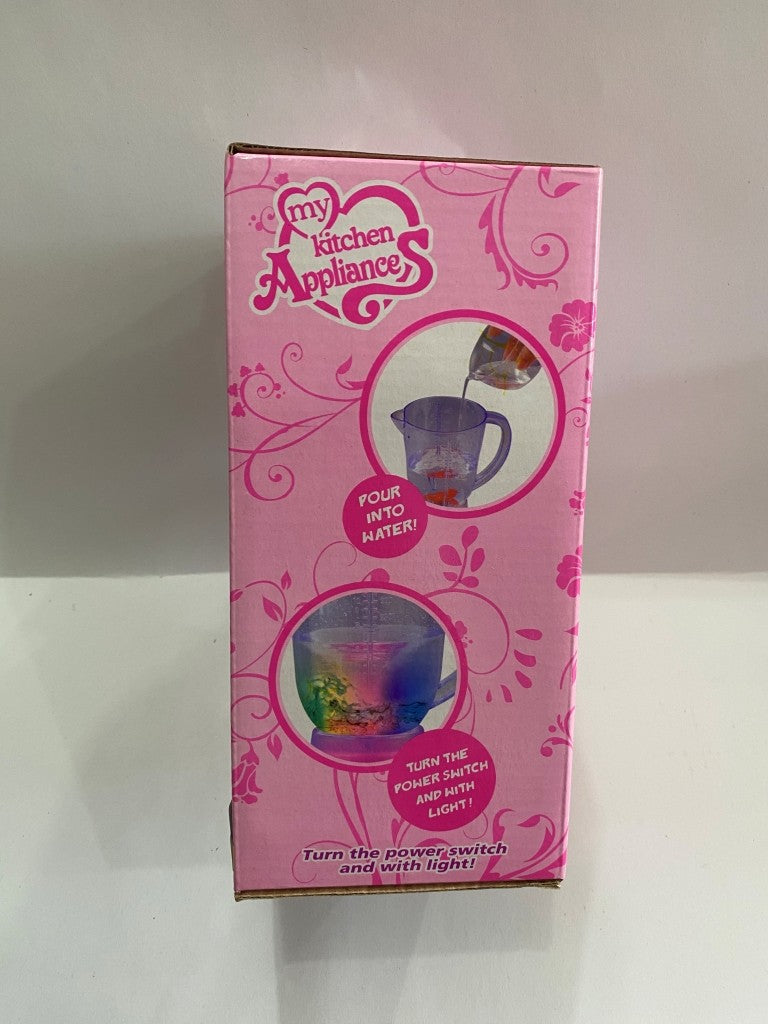 my
kitchen
Appliances
POUR
INTO
WATER!
TURN THE
POWER SWITCH
AND WITH
LIGHT!
Turn the power switch
and with light!